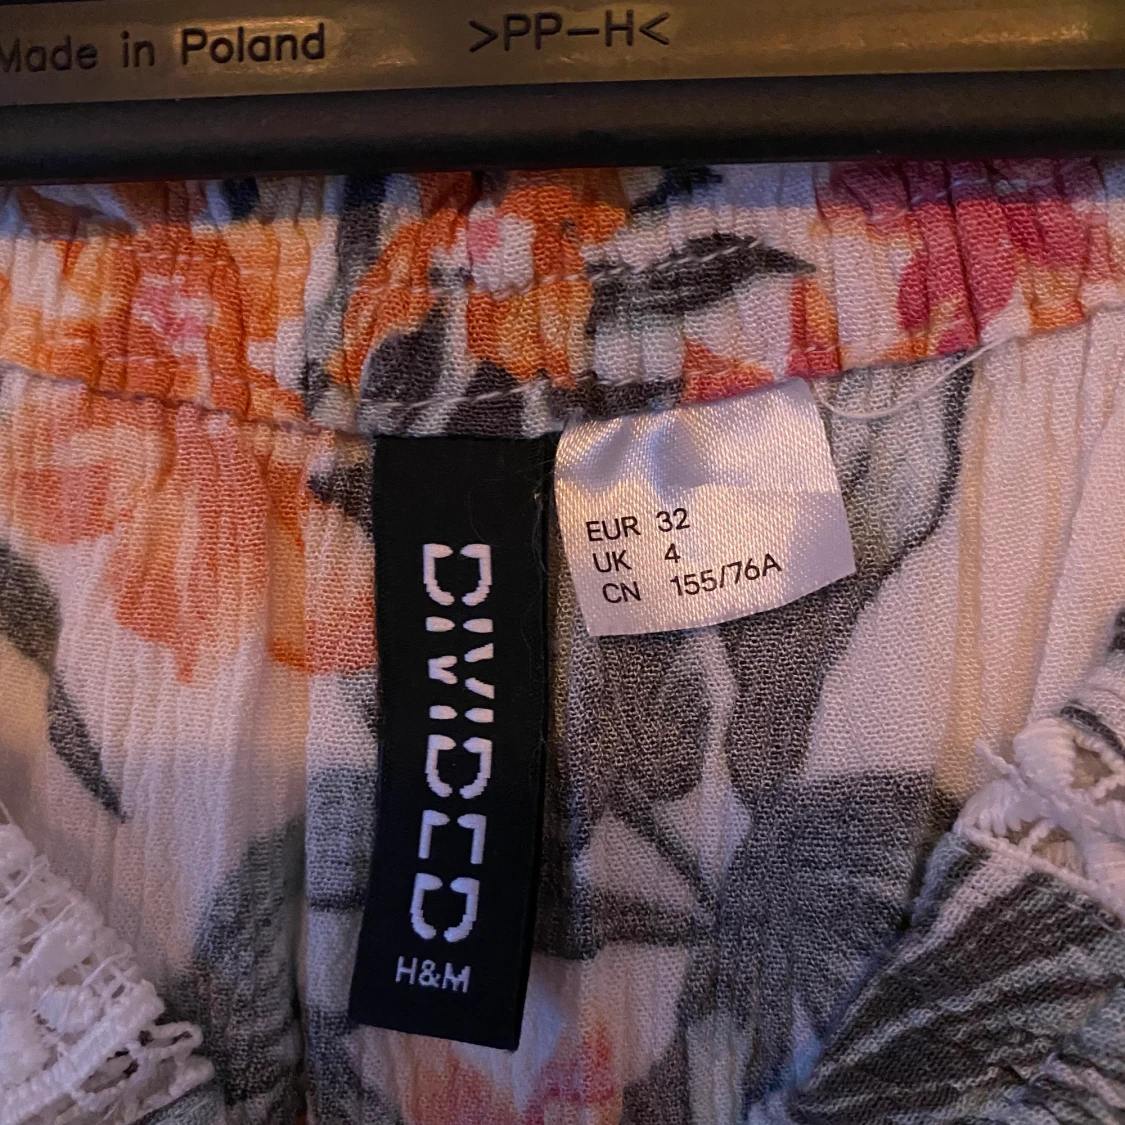 Made in Poland >PP-H<
DIVIDED
H&M
EUR 32
UK 4
CN 155/76A